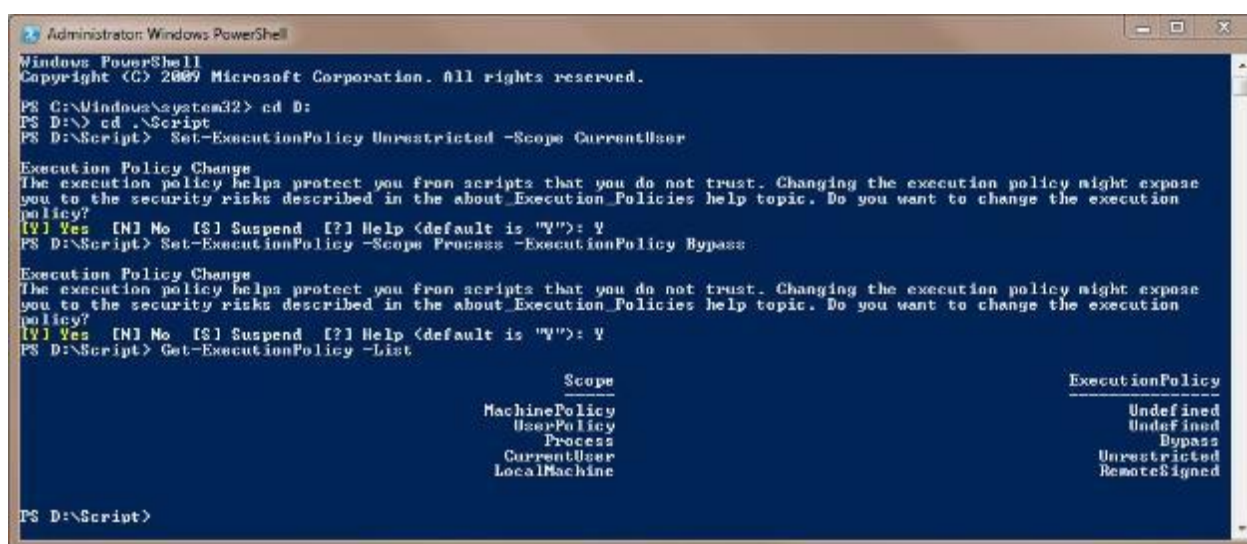 Administrator: Windows PowerShell
Windows PowerShell
Copyright (C) 2009 Microsoft Corporation. All rights reserved.
PS C:\Windows\system32> cd D:
PS D:\> cd .\Script
PS D:\Script>  Set-ExecutionPolicy Unrestricted -Scope CurrentUser
Execution Policy Change
The execution policy helps protect you from scripts that you do not trust. Changing the execution policy might expose
you to the security risks described in the about_Execution_Policies help topic. Do you want to change the execution
policy?
[Y] Yes  [N] No  [S] Suspend  [?] Help (default is "Y"): Y
PS D:\Script> Set-ExecutionPolicy -Scope Process -ExecutionPolicy Bypass
Execution Policy Change
The execution policy helps protect you from scripts that you do not trust. Changing the execution policy might expose
you to the security risks described in the about_Execution_Policies help topic. Do you want to change the execution
policy?
[Y] Yes  [N] No  [S] Suspend  [?] Help (default is "Y"): Y
PS D:\Script> Get-ExecutionPolicy -List
Scope ExecutionPolicy
----- ---------------
MachinePolicy Undefined
UserPolicy Undefined
Process Bypass
CurrentUser Unrestricted
LocalMachine RemoteSigned
PS D:\Script>